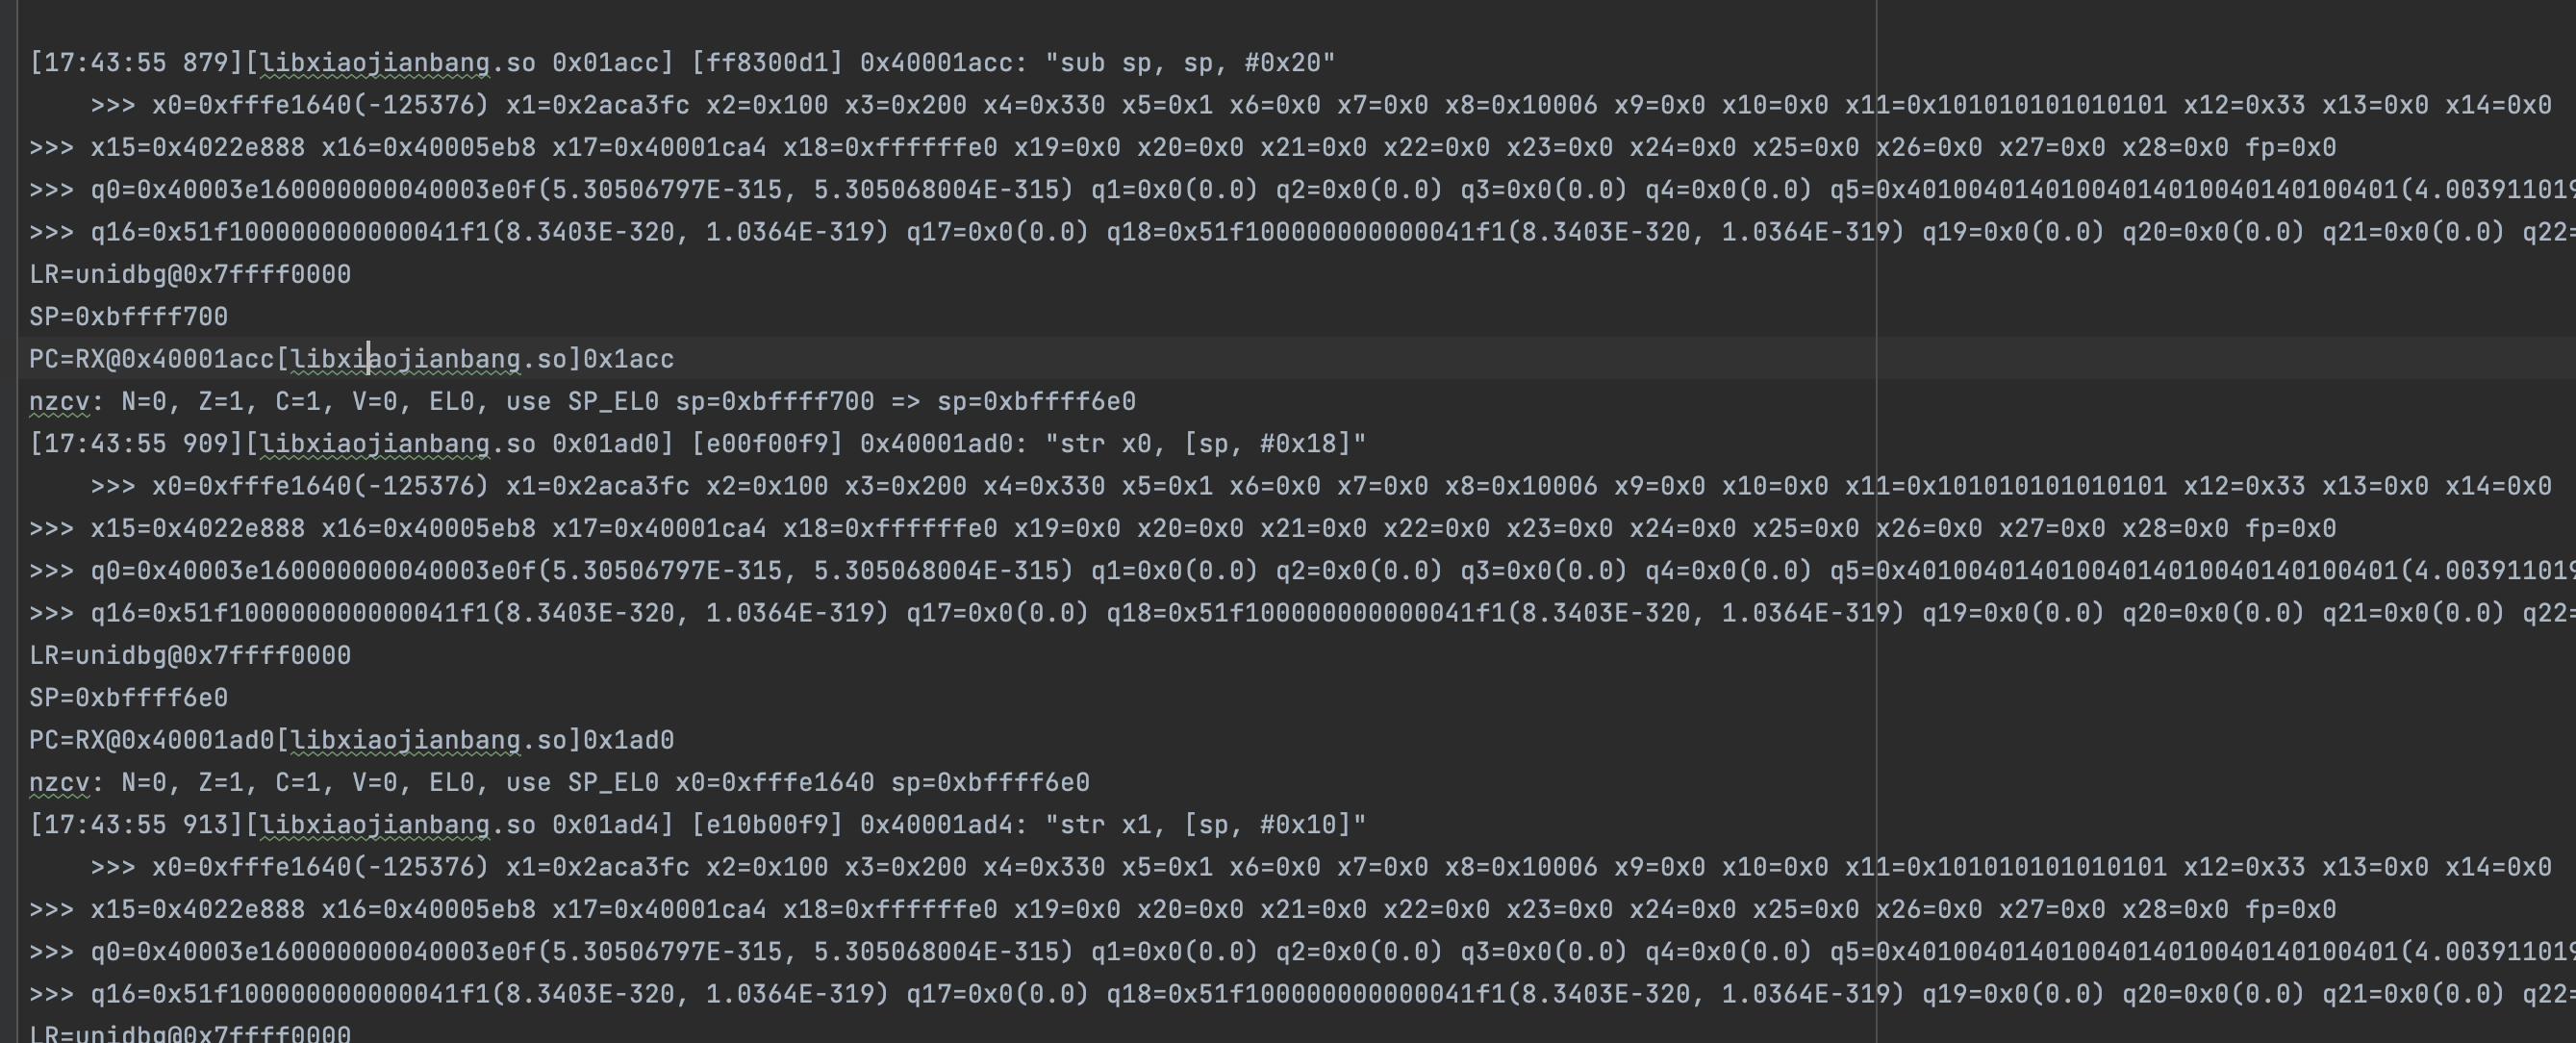 [17:43:55 879][libxiaojianbang.so 0x01acc] [ff8300d1] 0x40001acc: "sub sp, sp, #0x20"
>>> x0=0xfffe1640(-125376) x1=0x2aca3fc x2=0x100 x3=0x200 x4=0x330 x5=0x1 x6=0x0 x7=0x0 x8=0x10006 x9=0x0 x10=0x0 x11=0x101010101010101 x12=0x33 x13=0x0 x14=0x0
>>> x15=0x4022e888 x16=0x40005eb8 x17=0x40001ca4 x18=0xffffffe0 x19=0x0 x20=0x0 x21=0x0 x22=0x0 x23=0x0 x24=0x0 x25=0x0 x26=0x0 x27=0x0 x28=0x0 fp=0x0
>>> q0=0x40003e160000000040003e0f(5.30506797E-315, 5.305068004E-315) q1=0x0(0.0) q2=0x0(0.0) q3=0x0(0.0) q4=0x0(0.0) q5=0x40100401401004014010040140100401(4.003911019
>>> q16=0x51f100000000000041f1(8.3403E-320, 1.0364E-319) q17=0x0(0.0) q18=0x51f100000000000041f1(8.3403E-320, 1.0364E-319) q19=0x0(0.0) q20=0x0(0.0) q21=0x0(0.0) q22=
LR=unidbg@0x7ffff0000
SP=0xbffff700
PC=RX@0x40001acc[libxiaojianbang.so]0x1acc
nzcv: N=0, Z=1, C=1, V=0, EL0, use SP_EL0 sp=0xbffff700 => sp=0xbffff6e0
[17:43:55 909][libxiaojianbang.so 0x01ad0] [e00f00f9] 0x40001ad0: "str x0, [sp, #0x18]"
>>> x0=0xfffe1640(-125376) x1=0x2aca3fc x2=0x100 x3=0x200 x4=0x330 x5=0x1 x6=0x0 x7=0x0 x8=0x10006 x9=0x0 x10=0x0 x11=0x101010101010101 x12=0x33 x13=0x0 x14=0x0
>>> x15=0x4022e888 x16=0x40005eb8 x17=0x40001ca4 x18=0xffffffe0 x19=0x0 x20=0x0 x21=0x0 x22=0x0 x23=0x0 x24=0x0 x25=0x0 x26=0x0 x27=0x0 x28=0x0 fp=0x0
>>> q0=0x40003e160000000040003e0f(5.30506797E-315, 5.305068004E-315) q1=0x0(0.0) q2=0x0(0.0) q3=0x0(0.0) q4=0x0(0.0) q5=0x40100401401004014010040140100401(4.003911019
>>> q16=0x51f100000000000041f1(8.3403E-320, 1.0364E-319) q17=0x0(0.0) q18=0x51f100000000000041f1(8.3403E-320, 1.0364E-319) q19=0x0(0.0) q20=0x0(0.0) q21=0x0(0.0) q22=
LR=unidbg@0x7ffff0000
SP=0xbffff6e0
PC=RX@0x40001ad0[libxiaojianbang.so]0x1ad0
nzcv: N=0, Z=1, C=1, V=0, EL0, use SP_EL0 x0=0xfffe1640 sp=0xbffff6e0
[17:43:55 913][libxiaojianbang.so 0x01ad4] [e10b00f9] 0x40001ad4: "str x1, [sp, #0x10]"
>>> x0=0xfffe1640(-125376) x1=0x2aca3fc x2=0x100 x3=0x200 x4=0x330 x5=0x1 x6=0x0 x7=0x0 x8=0x10006 x9=0x0 x10=0x0 x11=0x101010101010101 x12=0x33 x13=0x0 x14=0x0
>>> x15=0x4022e888 x16=0x40005eb8 x17=0x40001ca4 x18=0xffffffe0 x19=0x0 x20=0x0 x21=0x0 x22=0x0 x23=0x0 x24=0x0 x25=0x0 x26=0x0 x27=0x0 x28=0x0 fp=0x0
>>> q0=0x40003e160000000040003e0f(5.30506797E-315, 5.305068004E-315) q1=0x0(0.0) q2=0x0(0.0) q3=0x0(0.0) q4=0x0(0.0) q5=0x40100401401004014010040140100401(4.003911019
>>> q16=0x51f100000000000041f1(8.3403E-320, 1.0364E-319) q17=0x0(0.0) q18=0x51f100000000000041f1(8.3403E-320, 1.0364E-319) q19=0x0(0.0) q20=0x0(0.0) q21=0x0(0.0) q22=
LR=unidbg@0x7ffff0000